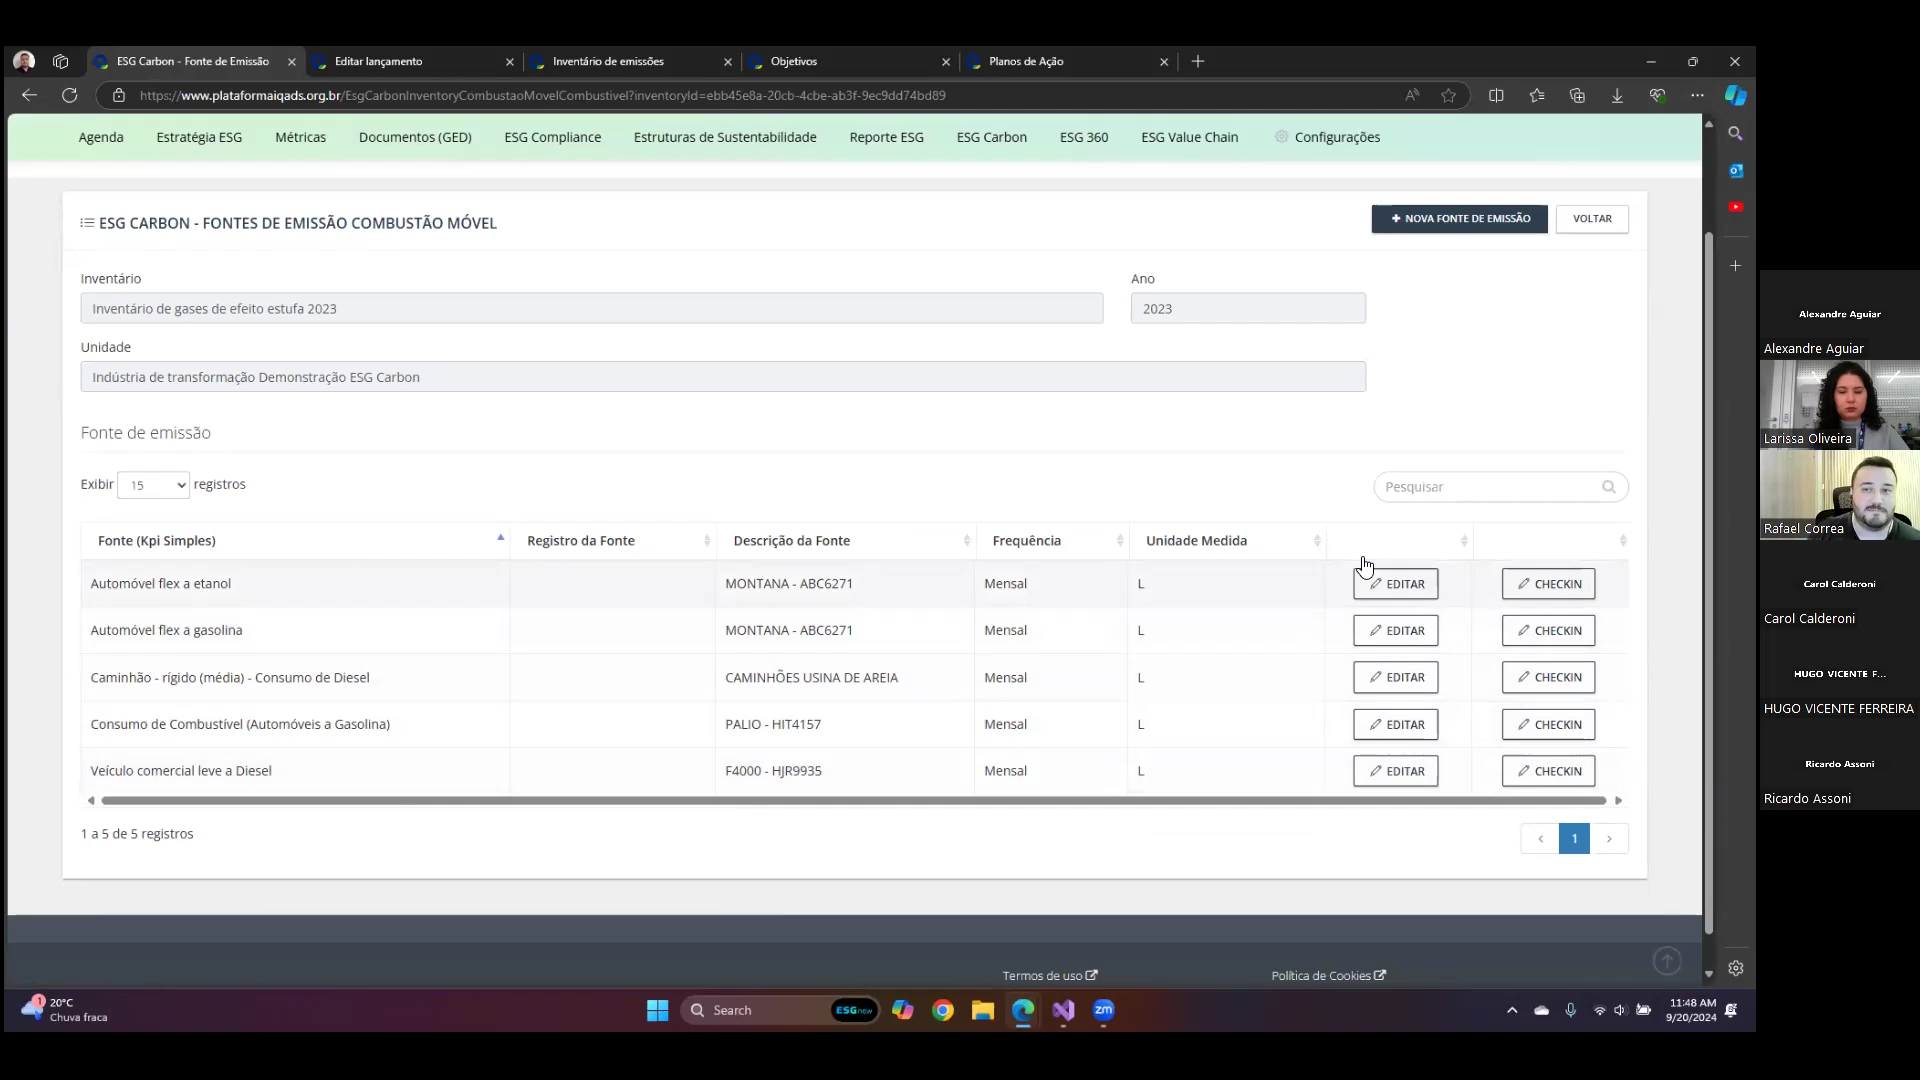 ESG Carbon - Fonte de Emissão
Editar lançamento
Inventário de emissões
Objetivos
Planos de Ação
https://www.plataformaiqads.org.br/EsgCarbonInventoryCombustaoMovelCombustivel?inventoryId=ebb45e8a-20cb-4cbe-ab3f-9ec9dd74bd89
Agenda Estratégia ESG Métricas Documentos (GED) ESG Compliance Estruturas de Sustentabilidade Reporte ESG ESG Carbon ESG 360 ESG Value Chain Configurações
ESG CARBON - FONTES DE EMISSÃO COMBUSTÃO MÓVEL
+ NOVA FONTE DE EMISSÃO VOLTAR
Inventário Ano
Inventário de gases de efeito estufa 2023 2023
Unidade
Indústria de transformação Demonstração ESG Carbon
Fonte de emissão
Exibir 15 registros Pesquisar
Fonte (Kpi Simples) Registro da Fonte Descrição da Fonte Frequência Unidade Medida
Automóvel flex a etanol MONTANA - ABC6271 Mensal L EDITAR CHECKIN
Automóvel flex a gasolina MONTANA - ABC6271 Mensal L EDITAR CHECKIN
Caminhão - rígido (média) - Consumo de Diesel CAMINHÕES USINA DE AREIA Mensal L EDITAR CHECKIN
Consumo de Combustível (Automóveis a Gasolina) PALIO - HIT4157 Mensal L EDITAR CHECKIN
Veículo comercial leve a Diesel F4000 - HJR9935 Mensal L EDITAR CHECKIN
1 a 5 de 5 registros 1
Termos de uso Política de Cookies
1 20°C
Chuva fraca
Search ESGnow
zm
11:48 AM
9/20/2024
Alexandre Aguiar
Alexandre Aguiar
Larissa Oliveira
Rafael Correa
Carol Calderoni
Carol Calderoni
HUGO VICENTE F...
HUGO VICENTE FERREIRA
Ricardo Assoni
Ricardo Assoni